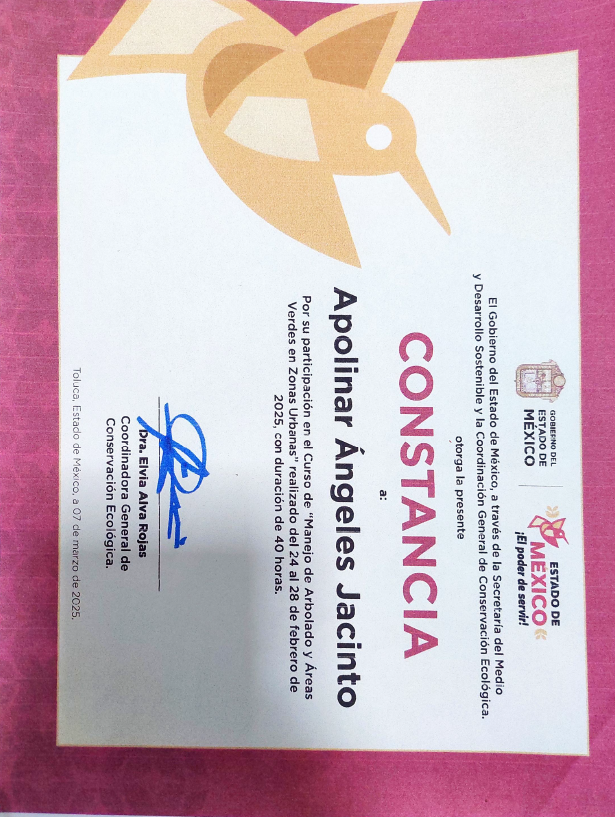 GOBIERNO DEL
ESTADO DE
MÉXICO
ESTADO DE
MÉXICO
¡El poder de servir!
El Gobierno del Estado de México, a través de la Secretaría del Medio
y Desarrollo Sostenible y la Coordinación General de Conservación Ecológica.
otorga la presente
CONSTANCIA
a:
Apolinar Ángeles Jacinto
Por su participación en el Curso de "Manejo de Arbolado y Áreas
Verdes en Zonas Urbanas" realizado del 24 al 28 de febrero de
2025, con duración de 40 horas.
Dra. Elvia Alva Rojas
Coordinadora General de
Conservación Ecológica.
Toluca, Estado de México, a 07 de marzo de 2025.